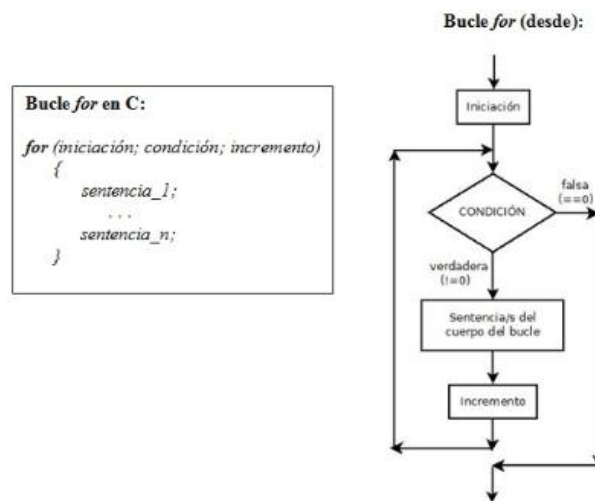 Bucle for (desde):
Bucle for en C:
for (iniciación; condición; incremento)
{
sentencia_1;
. . .
sentencia_n;
}
Iniciación
CONDICIÓN
falsa
(==0)
verdadera
(!=0)
Sentencia/s del
cuerpo del bucle
Incremento